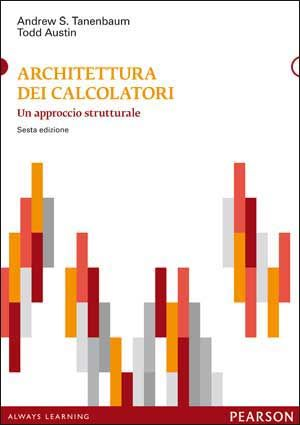 Andrew S. Tanenbaum
Todd Austin
ARCHITETTURA
DEI CALCOLATORI
Un approccio strutturale
Sesta edizione
ALWAYS LEARNING
PEARSON